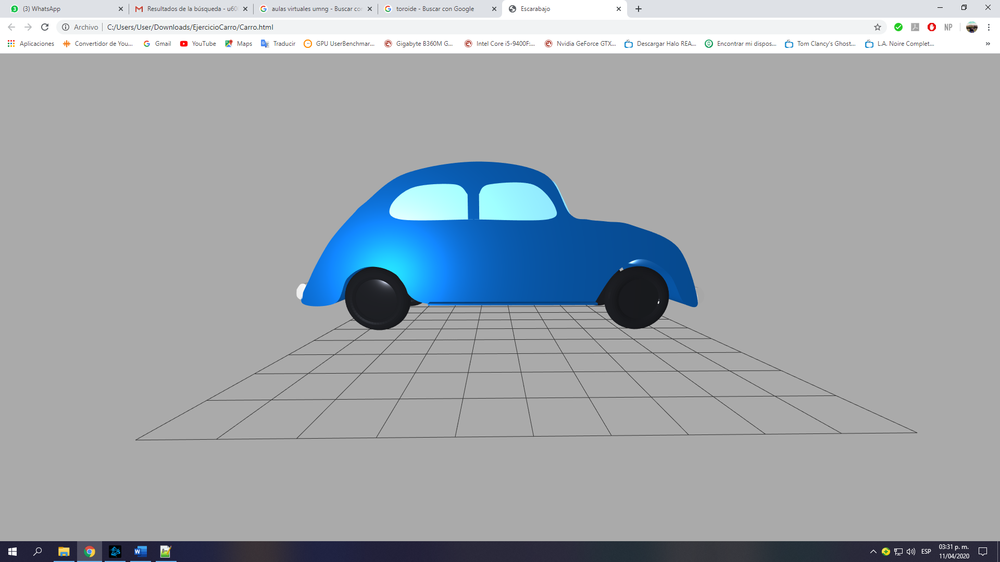 3 (3) WhatsApp
Resultados de la búsqueda - u60
aulas virtuales umng - Buscar con
toroide - Buscar con Google
Escarabajo
Archivo C:/Users/User/Downloads/EjercicioCarro/Carro.html
NP
Aplicaciones
Convertidor de You...
Gmail
YouTube
Maps
Traducir
GPU UserBenchmar...
Gigabyte B360M G...
Intel Core i5-9400F:...
Nvidia GeForce GTX...
Descargar Halo REA...
Encontrar mi dispos...
Tom Clancy's Ghost...
L.A. Noire Complet...
»
ESP
03:31 p. m.
11/04/2020